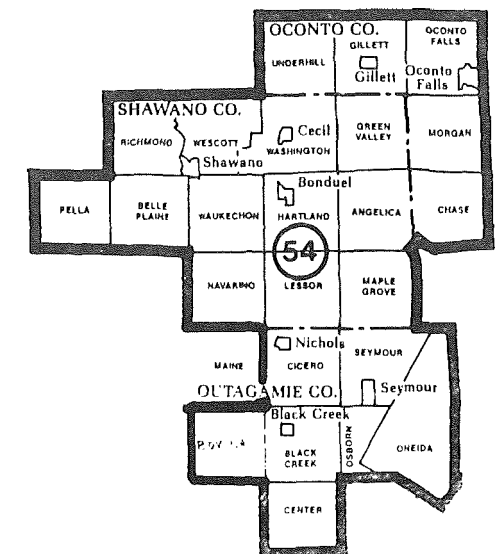 OCONTO CO.
GILLETT
OCONTO
FALLS
UNDERHILL
Gillett
Oconto
Falls
SHAWANO CO.
RICHMOND
WESCOTT
Cecil
WASHINGTON
GREEN
VALLEY
MORGAN
Shawano
Bonduel
PELLA
BELLE
PLAINE
WAUKECHON
HARTLAND
ANGELICA
CHASE
54
NAVARINO
LESSOR
MAPLE
GROVE
Nichols
MAINE
CICERO
SEYMOUR
OUTAGAMIE CO.
Seymour
Black Creek
BLACK
CREEK
OSBORN
ONEIDA
CENTER